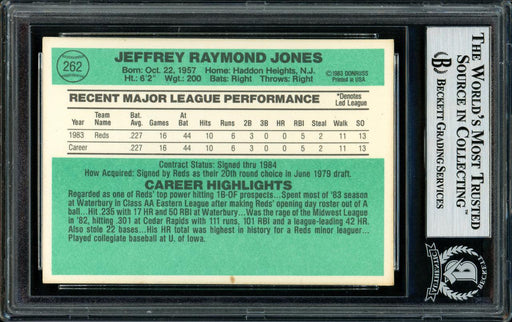 262
JEFFREY RAYMOND JONES
Born: Oct. 22, 1957 Home: Haddon Heights, N.J.
Ht.: 6'2" Wgt.: 200 Bats: Right Throws: Right
©1983 DONRUSS
Printed in U.S.A.
RECENT MAJOR LEAGUE PERFORMANCE
*Denotes
Led League
Year Team Name Bat. Avg. Games At Bat Hits Runs 2B 3B HR RBI Steal Walk SO
1983 Reds .227 16 44 10 6 3 0 0 5 2 11 13
Career .227 16 44 10 6 3 0 0 5 2 11 13
Contract Status: Signed thru 1984
How Acquired: Signed by Reds as their 20th round choice in June 1979 draft.
CAREER HIGHLIGHTS
Regarded as one of Reds' top power hitting 1B-OF prospects...Spent most of '83 season
at Waterbury in Class AA Eastern League after making Reds' opening day roster out of A
ball...Hit .235 with 17 HR and 50 RBI at Waterbury...Was the rage of the Midwest League
in '82, hitting .301 at Cedar Rapids with 111 runs, 101 RBI and a league-leading 42 HR.
Also stole 22 bases...His HR total was highest in history for a Reds minor leaguer...
Played collegiate baseball at U. of Iowa.
THE WORLD'S MOST TRUSTED
SOURCE IN COLLECTING™
BECKETT GRADING SERVICES
B
BECKETT
B
AUTHENTIC